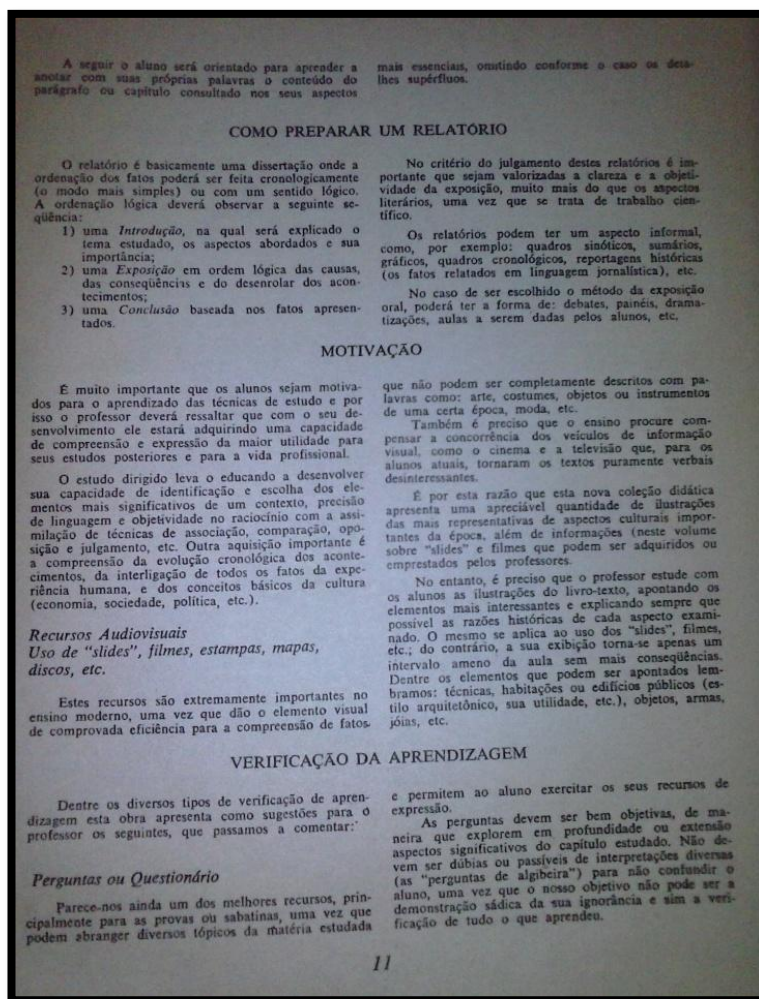 A seguir o aluno será orientado para aprender a
anotar com suas próprias palavras o conteúdo do
parágrafo ou capítulo consultado nos seus aspectos
mais essenciais, omitindo conforme o caso os deta-
lhes supérfluos.
COMO PREPARAR UM RELATÓRIO
O relatório é basicamente uma dissertação onde a
ordenação dos fatos poderá ser feita cronologicamente
(o modo mais simples) ou com um sentido lógico.
A ordenação lógica deverá observar a seguinte se-
qüência:
1) uma Introdução, na qual será explicado o
tema estudado, os aspectos abordados e sua
importância;
2) uma Exposição em ordem lógica das causas,
das conseqüências e do desenrolar dos acon-
tecimentos;
3) uma Conclusão baseada nos fatos apresen-
tados.
No critério do julgamento destes relatórios é im-
portante que sejam valorizadas a clareza e a objeti-
vidade da exposição, muito mais do que os aspectos
literários, uma vez que se trata de trabalho cien-
tífico.
Os relatórios podem ter um aspecto informal,
como, por exemplo: quadros sinóticos, sumários,
gráficos, quadros cronológicos, reportagens históricas
(os fatos relatados em linguagem jornalística), etc.
No caso de ser escolhido o método da exposição
oral, poderá ter a forma de: debates, painéis, drama-
tizações, aulas a serem dadas pelos alunos, etc.
MOTIVAÇÃO
É muito importante que os alunos sejam motiva-
dos para o aprendizado das técnicas de estudo e por
isso o professor deverá ressaltar que com o seu de-
senvolvimento ele estará adquirindo uma capacidade
de compreensão e expressão da maior utilidade para
seus estudos posteriores e para a vida profissional.
O estudo dirigido leva o educando a desenvolver
sua capacidade de identificação e escolha dos ele-
mentos mais significativos de um contexto, precisão
de linguagem e objetividade no raciocínio com a assi-
milação de técnicas de associação, comparação, opo-
sição e julgamento, etc. Outra aquisição importante é
a compreensão da evolução cronológica dos aconte-
cimentos, da interligação de todos os fatos da expe-
riência humana, e dos conceitos básicos da cultura
(economia, sociedade, política, etc.).
Recursos Audiovisuais
Uso de "slides", filmes, estampas, mapas,
discos, etc.
Estes recursos são extremamente importantes no
ensino moderno, uma vez que dão o elemento visual
de comprovada eficiência para a compreensão de fatos
que não podem ser completamente descritos com pa-
lavras como: arte, costumes, objetos ou instrumentos
de uma certa época, moda, etc.
Também é preciso que o ensino procure com-
pensar a concorrência dos veículos de informação
visual, como o cinema e a televisão que, para os
alunos atuais, tornaram os textos puramente verbais
desinteressantes.
É por esta razão que esta nova coleção didática
apresenta uma apreciável quantidade de ilustrações
das mais representativas de aspectos culturais impor-
tantes da época, além de informações (neste volume
sobre "slides" e filmes que podem ser adquiridos ou
emprestados pelos professores.
No entanto, é preciso que o professor estude com
os alunos as ilustrações do livro-texto, apontando os
elementos mais interessantes e explicando sempre que
possível as razões históricas de cada aspecto exami-
nado. O mesmo se aplica ao uso dos "slides", filmes,
etc.; do contrário, a sua exibição torna-se apenas um
intervalo ameno da aula sem mais conseqüências.
Dentre os elementos que podem ser apontados lem-
bramos: técnicas, habitações ou edifícios públicos (es-
tilo arquitetônico, sua utilidade, etc.), objetos, armas,
jóias, etc.
VERIFICAÇÃO DA APRENDIZAGEM
Dentre os diversos tipos de verificação de apren-
dizagem esta obra apresenta como sugestões para o
professor os seguintes, que passamos a comentar:
Perguntas ou Questionário
Parece-nos ainda um dos melhores recursos, prin-
cipalmente para as provas ou sabatinas, uma vez que
podem abranger diversos tópicos da matéria estudada
e permitem ao aluno exercitar os seus recursos de
expressão.
As perguntas devem ser bem objetivas, de ma-
neira que explorem em profundidade ou extensão
aspectos significativos do capítulo estudado. Não de-
vem ser dúbias ou passíveis de interpretações diversas
(as "perguntas de algibeira") para não confundir o
aluno, uma vez que o nosso objetivo não pode ser a
demonstração sádica da sua ignorância e sim a veri-
ficação de tudo o que aprendeu.
11